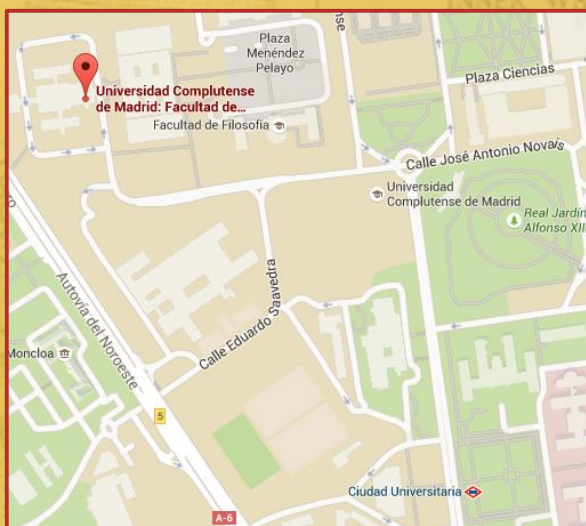 Plaza
Menéndez
Pelayo
Plaza Ciencias
Universidad Complutense
de Madrid: Facultad de...
Facultad de Filosofía
Calle José Antonio Novais
Universidad
Complutense de Madrid
Real Jardín
Alfonso XIII
Autovía del Noroeste
Calle Eduardo Saavedra
Moncloa
5
Ciudad Universitaria
A-6